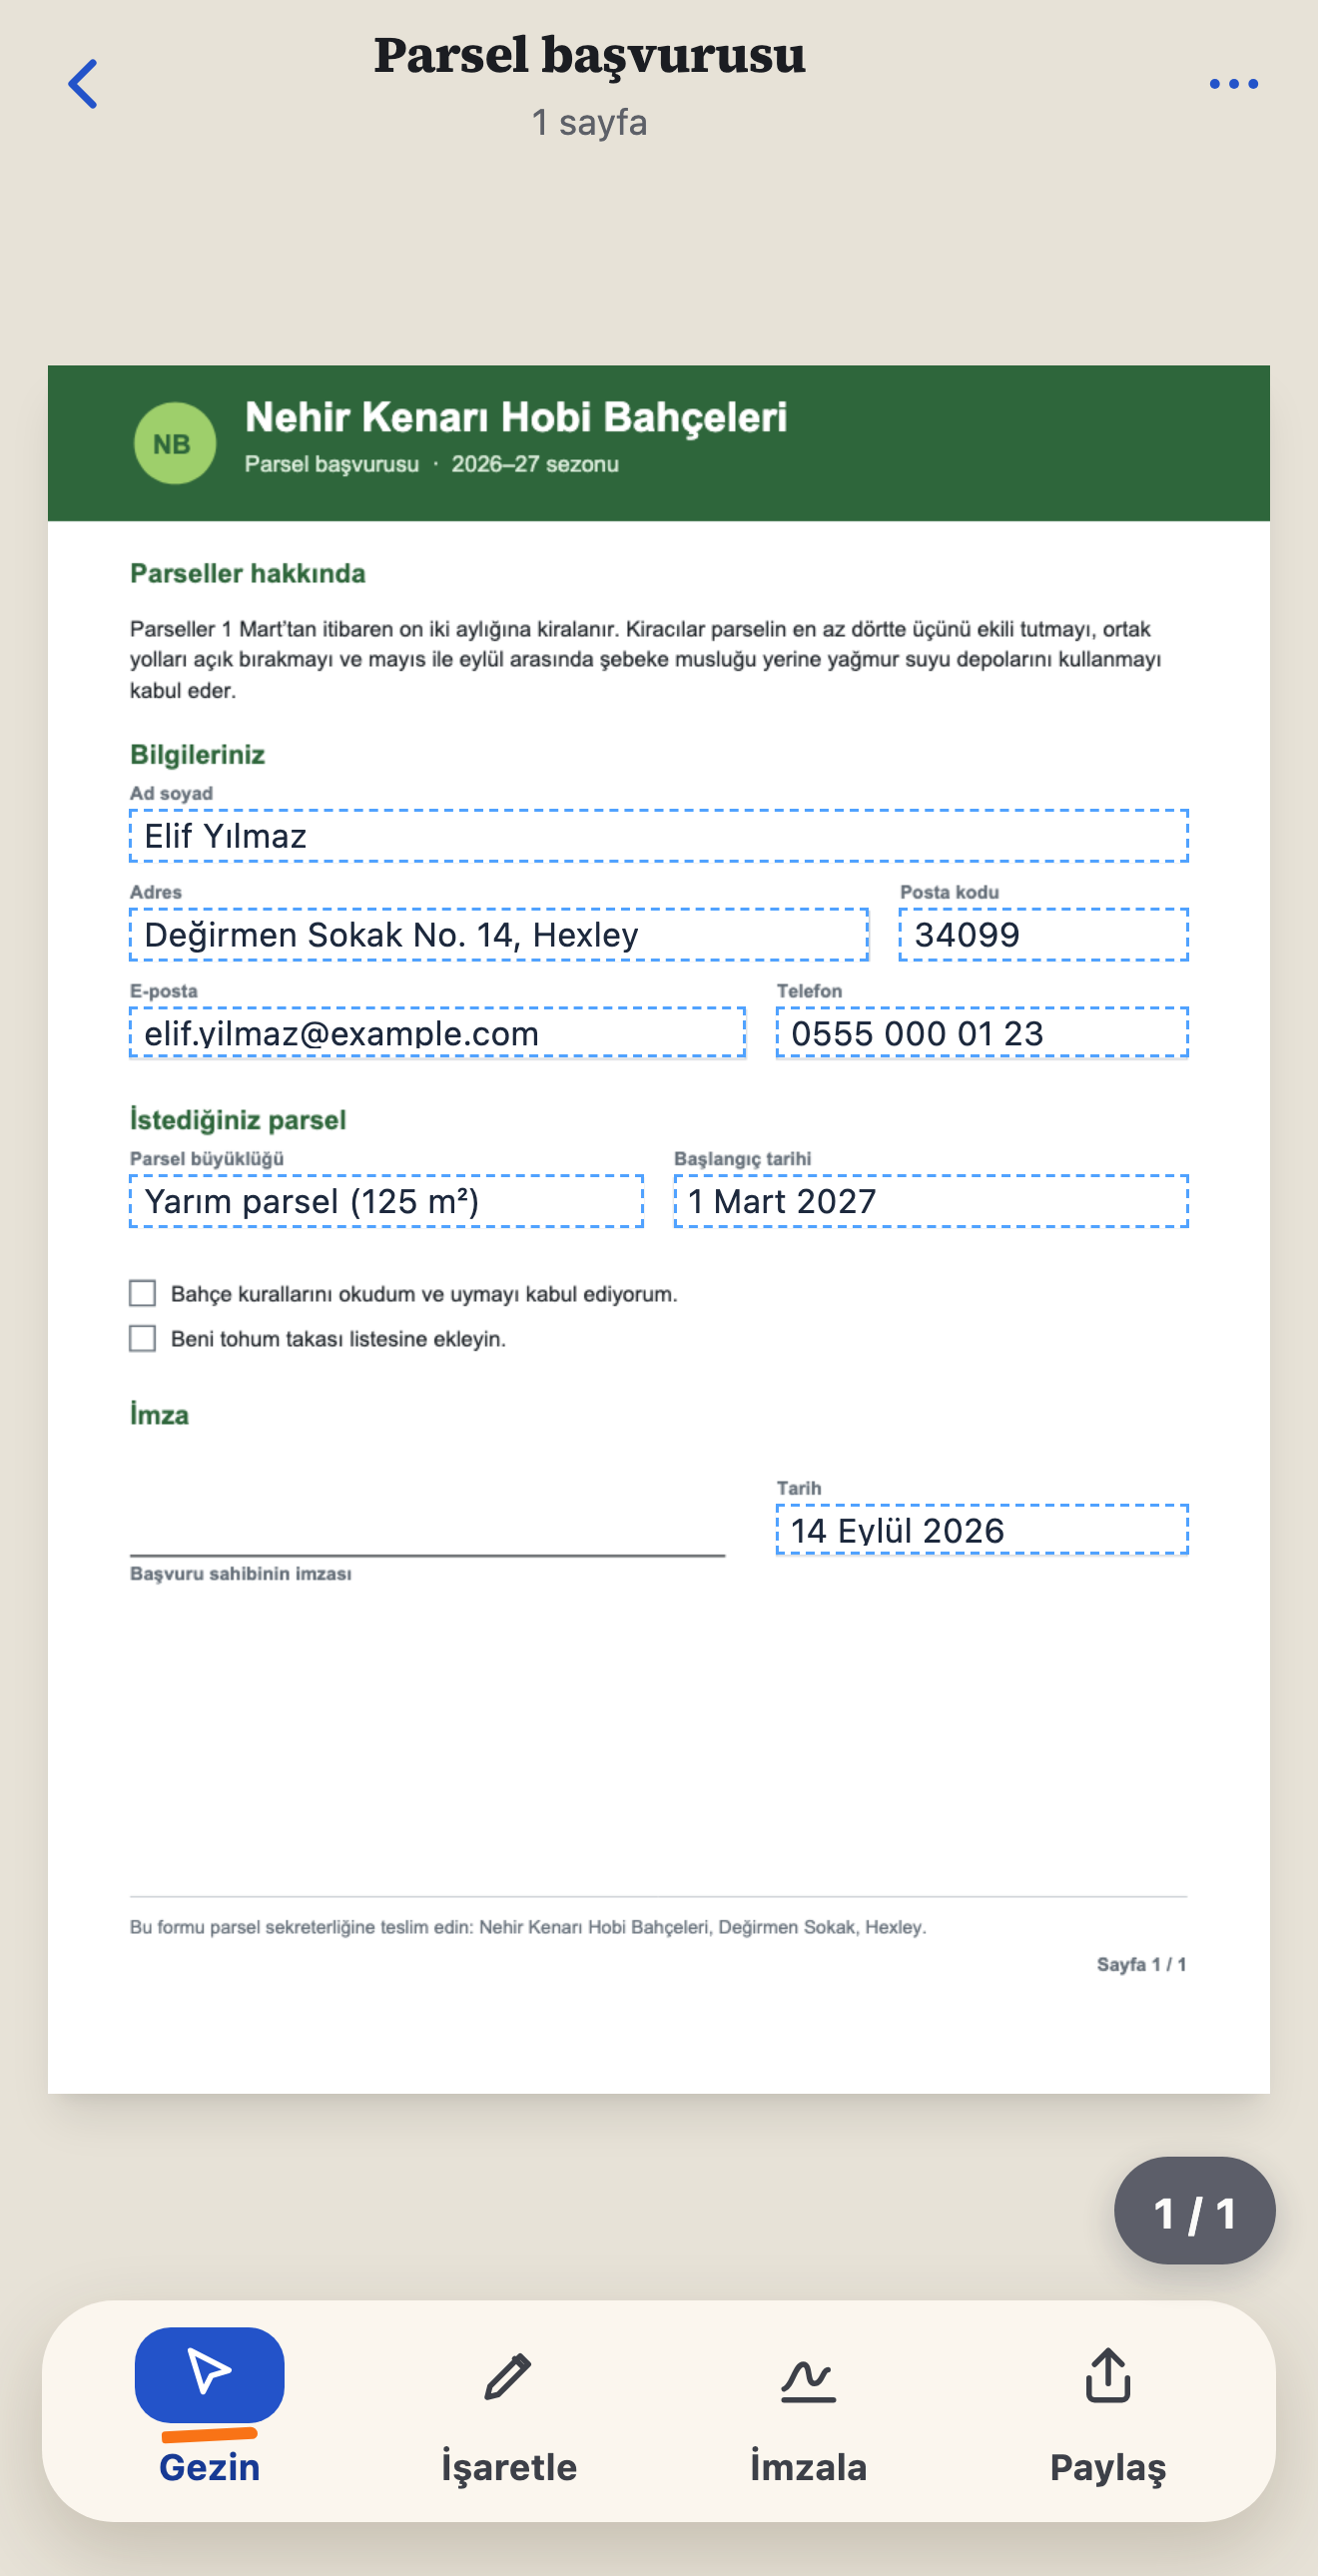 Parsel başvurusu
1 sayfa
NB
Nehir Kenarı Hobi Bahçeleri
Parsel başvurusu · 2026–27 sezonu
Parseller hakkında
Parseller 1 Mart’tan itibaren on iki aylığına kiralanır. Kiracılar parselin en az dörtte üçünü ekili tutmayı, ortak
yolları açık bırakmayı ve mayıs ile eylül arasında şebeke musluğu yerine yağmur suyu depolarını kullanmayı
kabul eder.
Bilgileriniz
Ad soyad
Elif Yılmaz
Adres Posta kodu
Değirmen Sokak No. 14, Hexley 34099
E-posta Telefon
elif.yilmaz@example.com 0555 000 01 23
İstediğiniz parsel
Parsel büyüklüğü Başlangıç tarihi
Yarım parsel (125 m²) 1 Mart 2027
Bahçe kurallarını okudum ve uymayı kabul ediyorum.
Beni tohum takası listesine ekleyin.
İmza
Tarih
14 Eylül 2026
Başvuru sahibinin imzası
Bu formu parsel sekreterliğine teslim edin: Nehir Kenarı Hobi Bahçeleri, Değirmen Sokak, Hexley.
Sayfa 1 / 1
1 / 1
Gezin İşaretle İmzala Paylaş